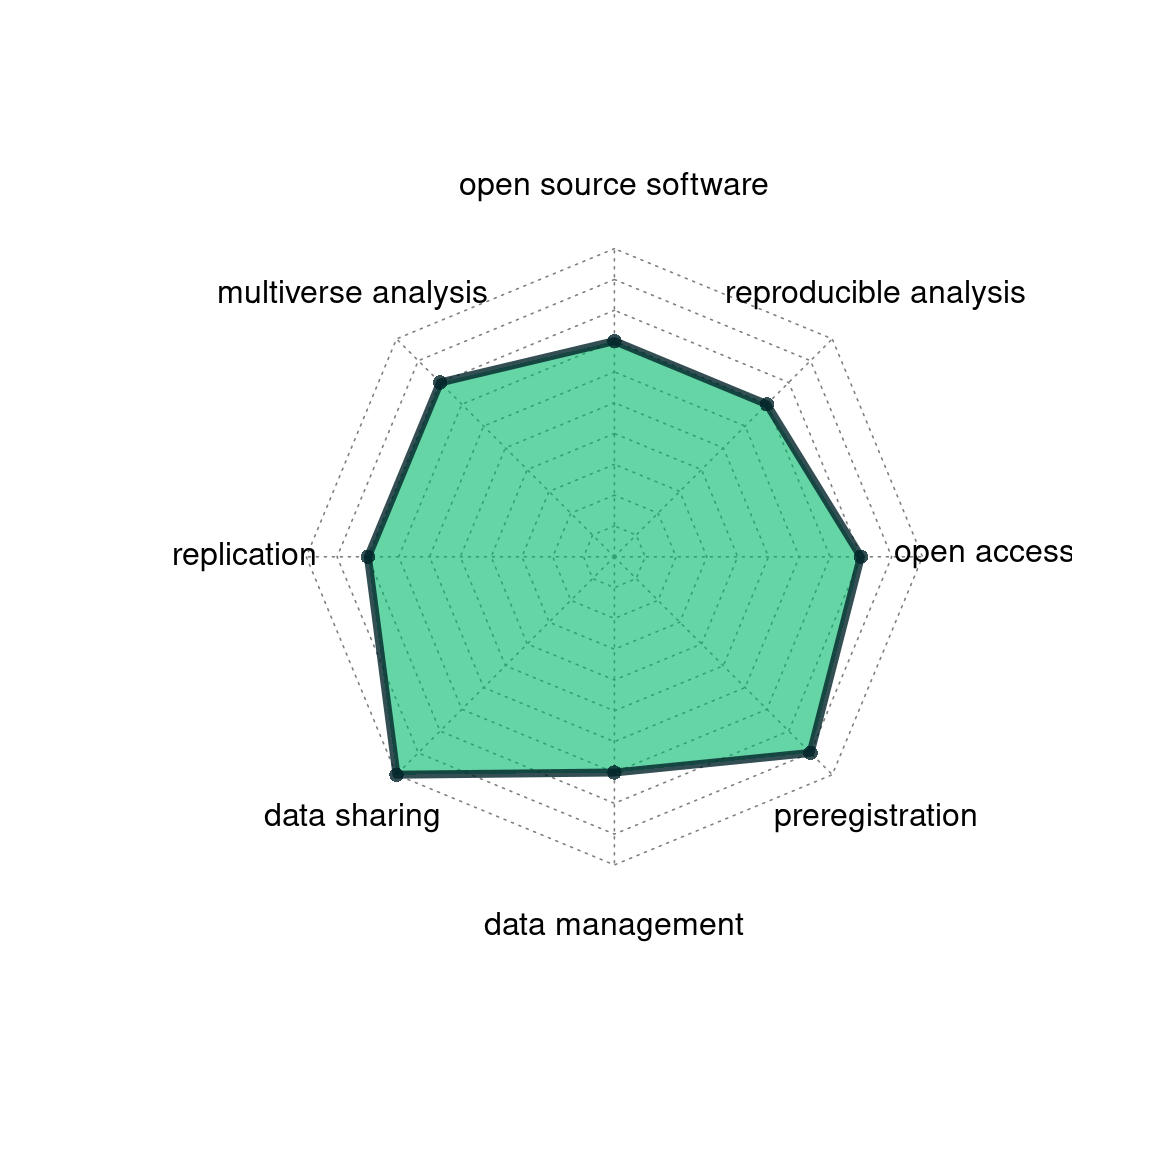 open source software
multiverse analysis
reproducible analysis
replication
open access
data sharing
preregistration
data management